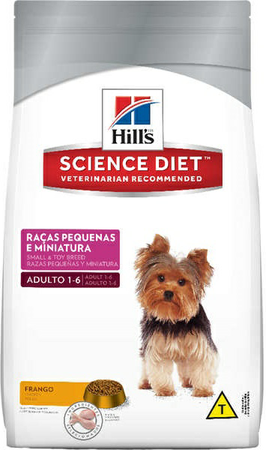 Hill's
SCIENCE DIET™
VETERINARIAN RECOMMENDED
RAÇAS PEQUENAS
E MINIATURA
SMALL & TOY BREED
RAZAS PEQUEÑAS Y MINIATURA
ADULTO 1-6
ADULT 1-6
ADULTO 1-6
FRANGO
T